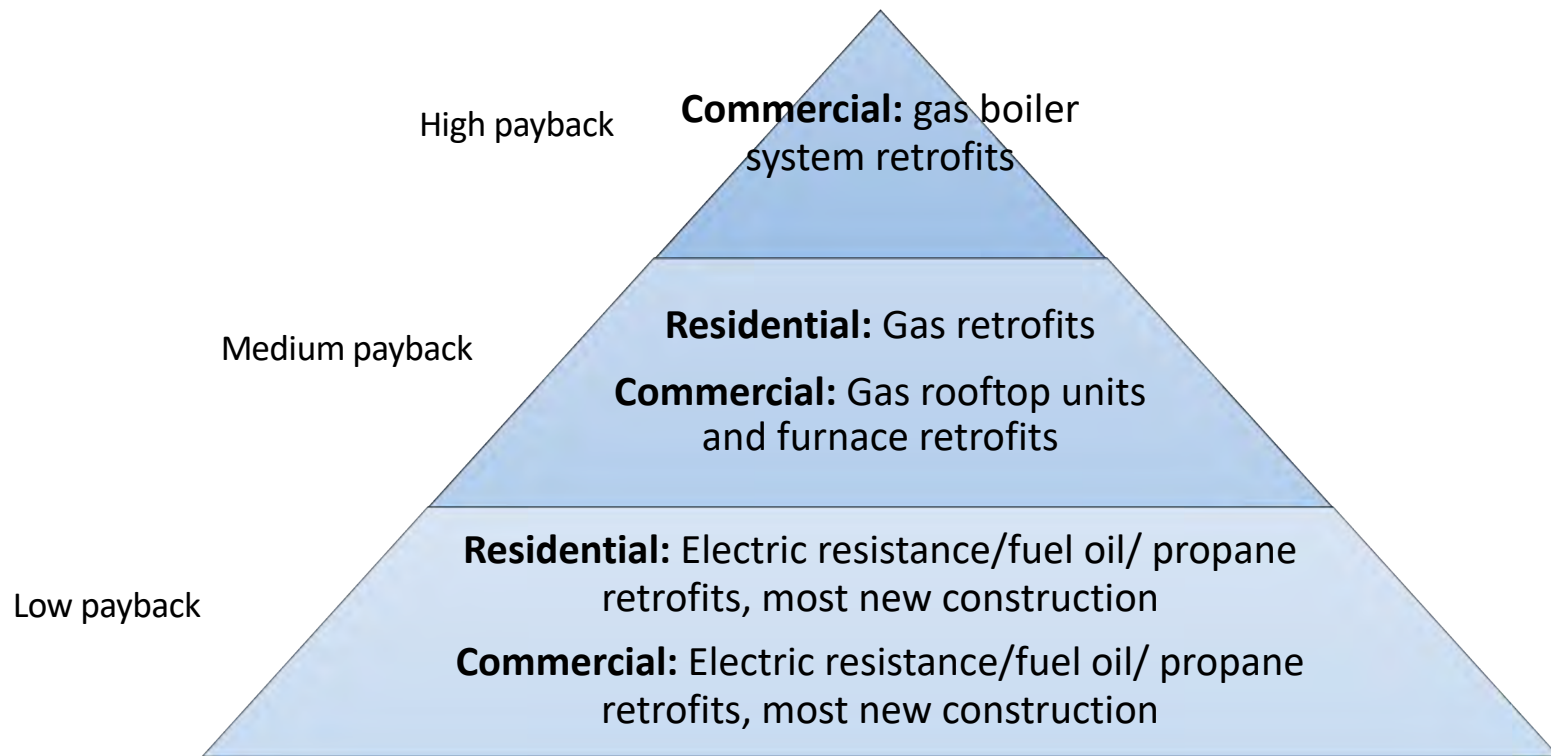 High payback
Commercial: gas boiler
system retrofits
Medium payback
Residential: Gas retrofits
Commercial: Gas rooftop units
and furnace retrofits
Low payback
Residential: Electric resistance/fuel oil/ propane
retrofits, most new construction
Commercial: Electric resistance/fuel oil/ propane
retrofits, most new construction